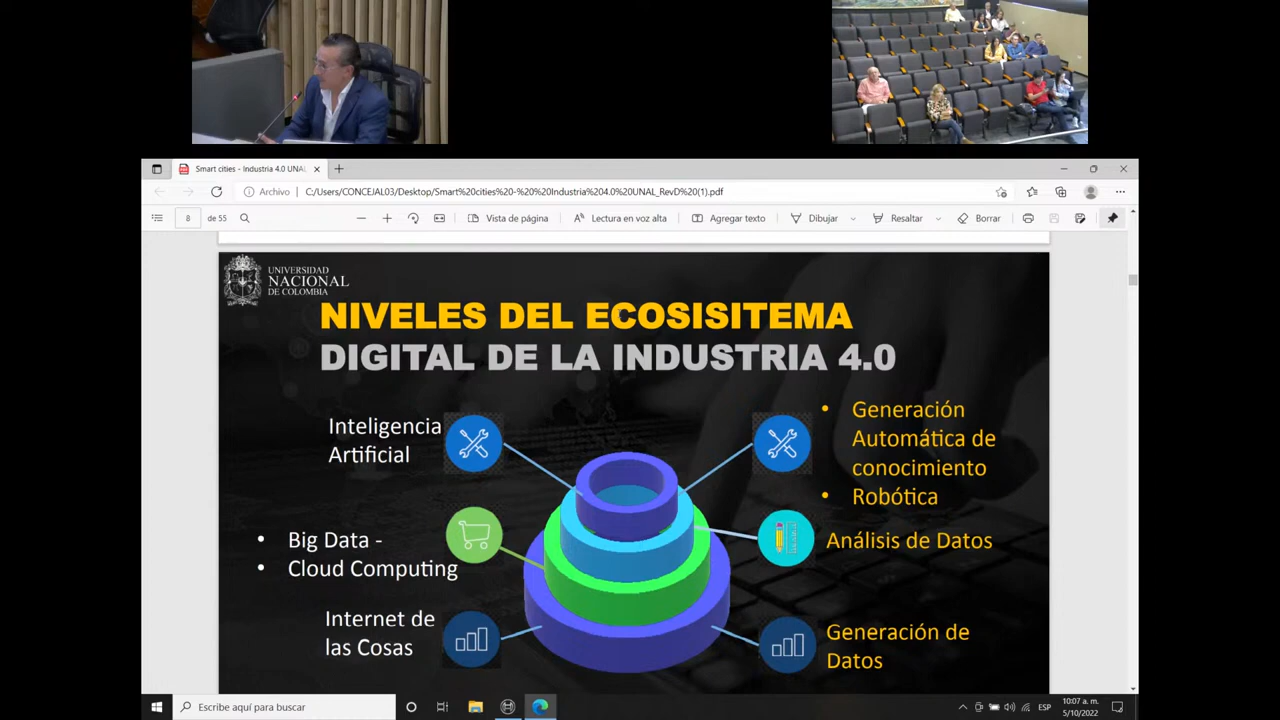 Smart cities - Industria 4.0 UNAL
Archivo
C:/Users/CONCEJAL03/Desktop/Smart%20cities%20-%20%20Industria%204.0%20UNAL_RevD%20(1).pdf
8 de 55
Vista de página
Lectura en voz alta
Agregar texto
Dibujar
Resaltar
Borrar
UNIVERSIDAD
NACIONAL
DE COLOMBIA
NIVELES DEL ECOSISITEMA
DIGITAL DE LA INDUSTRIA 4.0
Inteligencia
Artificial
• Generación
Automática de
conocimiento
• Robótica
• Big Data -
• Cloud Computing
Análisis de Datos
Internet de
las Cosas
Generación de
Datos
Escribe aquí para buscar
ESP
10:07 a. m.
5/10/2022